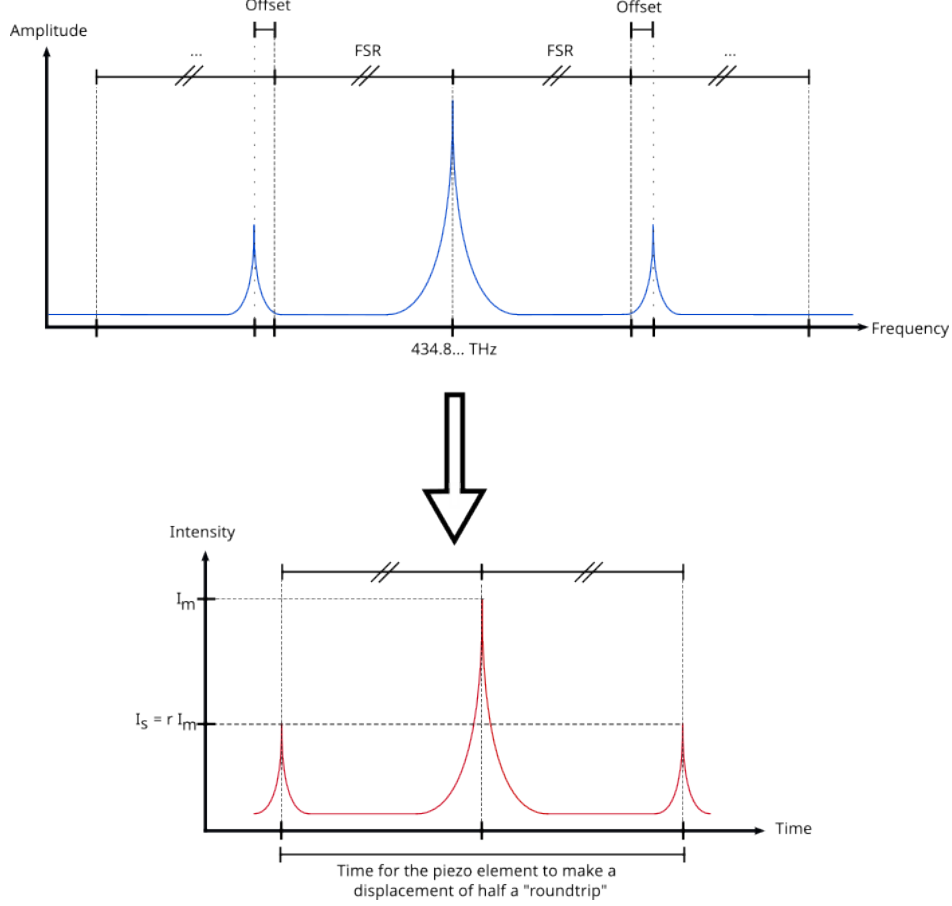 Offset
Offset
Amplitude
...
FSR
FSR
...
Frequency
434.8... THz
Intensity
Im
Is = r Im
Time
Time for the piezo element to make a
displacement of half a "roundtrip"